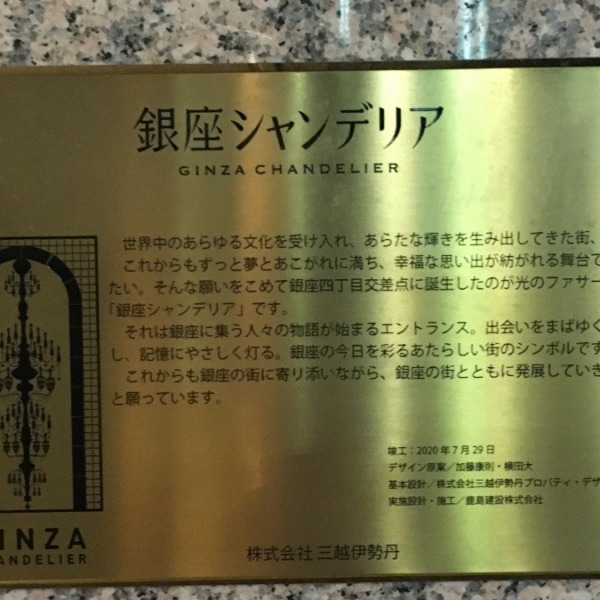 銀座シャンデリア
GINZA CHANDELIER
世界中のあらゆる文化を受け入れ、あらたな輝きを生み出してきた街、
これからもずっと夢とあこがれに満ち、幸福な思い出が紡がれる舞台で
たい。そんな願いをこめて銀座四丁目交差点に誕生したのが光のファサー
「銀座シャンデリア」です。
それは銀座に集う人々の物語が始まるエントランス。出会いをまばゆく
し、記憶にやさしく灯る。銀座の今日を彩るあたらしい街のシンボルです
これからも銀座の街に寄り添いながら、銀座の街とともに発展していき
と願っています。
竣工：2020年7月29日
デザイン原案／加藤康則・横田大
基本設計／株式会社三越伊勢丹プロパティ・デザ
実施設計・施工／鹿島建設株式会社
INZA
ANDELIER
株式会社 三越伊勢丹